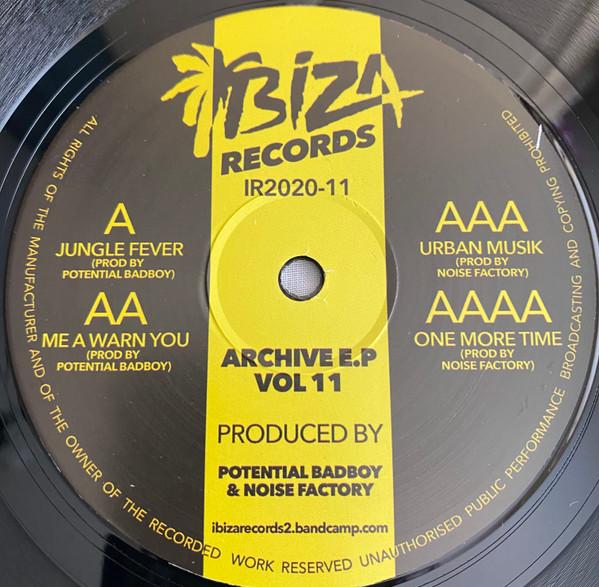 IBIZA
RECORDS
IR2020-11
A
JUNGLE FEVER
(PROD BY
POTENTIAL BADBOY)
AA
ME A WARN YOU
(PROD BY
POTENTIAL BADBOY)
AAA
URBAN MUSIK
(PROD BY
NOISE FACTORY)
AAAA
ONE MORE TIME
(PROD BY
NOISE FACTORY)
ARCHIVE E.P
VOL 11
PRODUCED BY
POTENTIAL BADBOY
& NOISE FACTORY
ibizarecords2.bandcamp.com
ALL RIGHTS OF THE MANUFACTURER AND OF THE OWNER OF THE RECORDED WORK RESERVED UNAUTHORISED PUBLIC PERFORMANCE BROADCASTING AND COPYING PROHIBITED